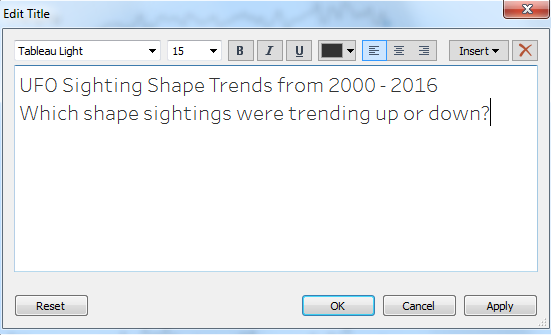 Edit Title
Tableau Light 15 B I U Insert
UFO Sighting Shape Trends from 2000 - 2016
Which shape sightings were trending up or down?
Reset OK Cancel Apply